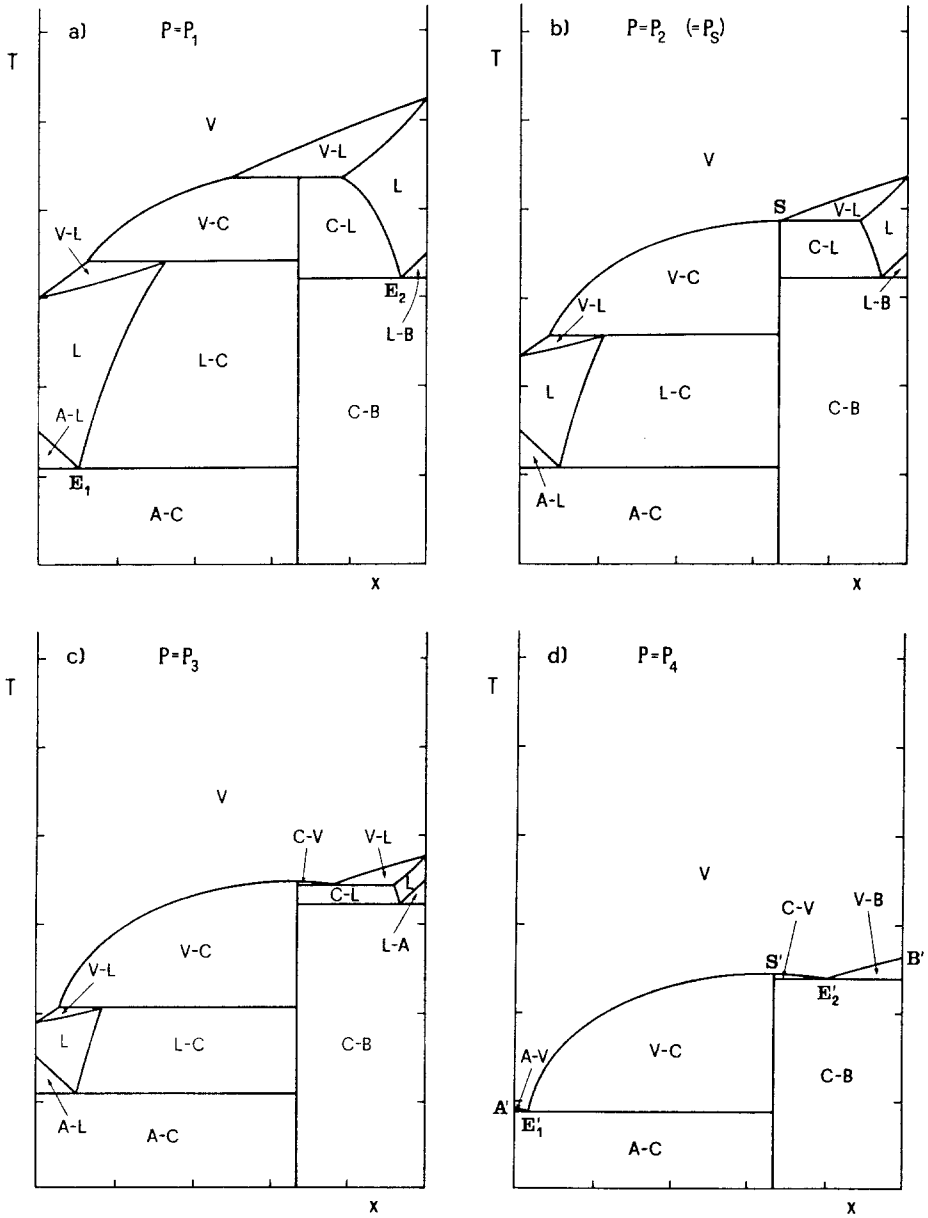 a) P=P₁
T
V
V-L
L
V-C
C-L
V-L
E₂
L-B
L
L-C
C-B
A-L
E₁
A-C
x
b) P=P₂ (=Pₛ)
T
V
S
V-L
L
C-L
V-C
L-B
V-L
L
L-C
C-B
A-L
A-C
x
c) P=P₃
T
V
C-V
V-L
L
C-L
L-A
V-C
V-L
L
L-C
C-B
A-L
A-C
x
d) P=P₄
T
V
C-V
V-B
S'
B'
E'₂
V-C
A-V
C-B
A'
E'₁
A-C
x